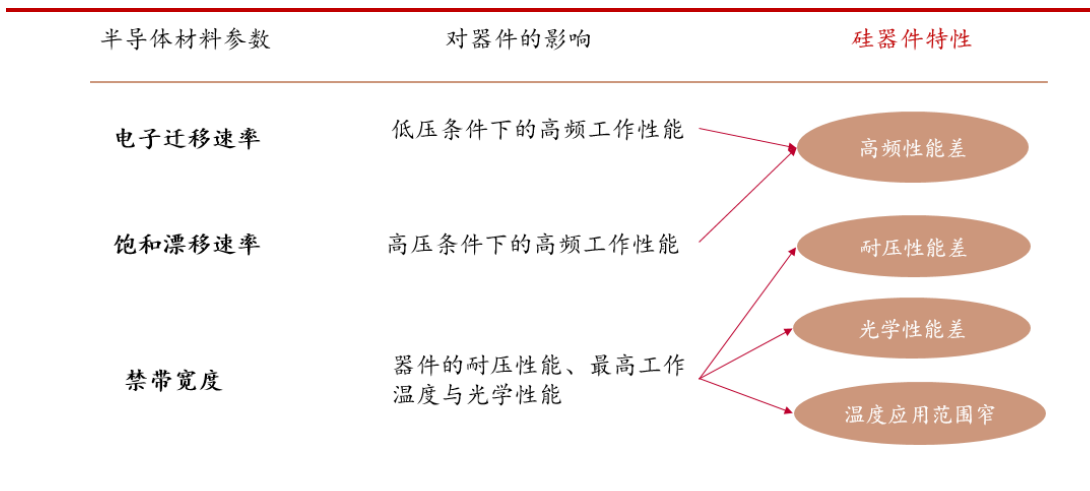 半导体材料参数
对器件的影响
硅器件特性
电子迁移速率
低压条件下的高频工作性能
高频性能差
饱和漂移速率
高压条件下的高频工作性能
耐压性能差
光学性能差
禁带宽度
器件的耐压性能、最高工作
温度与光学性能
温度应用范围窄